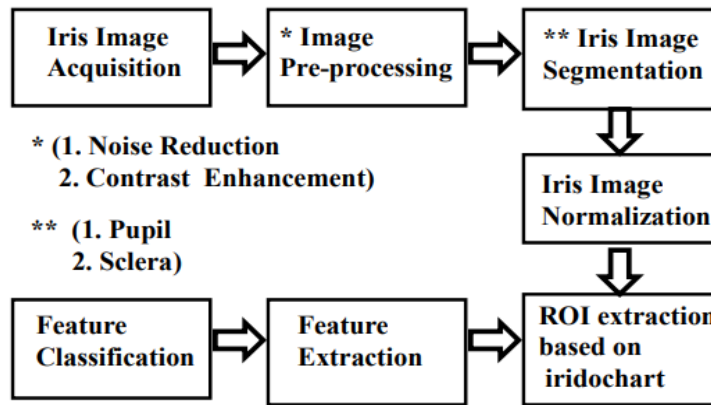 Iris Image
Acquisition
* Image
Pre-processing
** Iris Image
Segmentation
* (1. Noise Reduction
2. Contrast Enhancement)
** (1. Pupil
2. Sclera)
Iris Image
Normalization
Feature
Classification
Feature
Extraction
ROI extraction
based on
iridochart